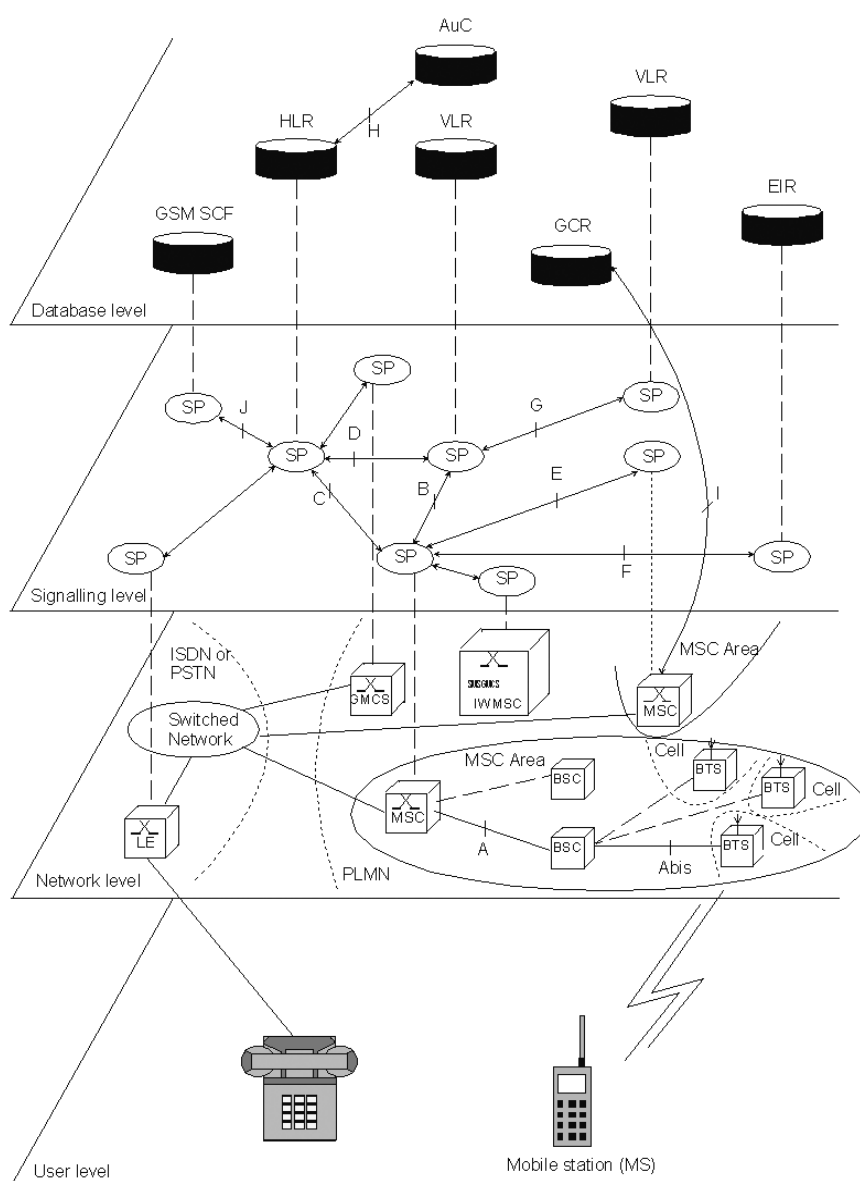 AuC
VLR
HLR
H
VLR
EIR
GSM SCF
GCR
Database level
SP
SP
SP
J
G
D
SP
SP
SP
E
C
B
I
SP
SP
SP
SP
F
Signalling level
ISDN or
PSTN
MSC Area
GMCS
IWMSC
MSC
Switched
Network
MSC Area
Cell
BTS
BSC
BTS
Cell
MSC
LE
A
BSC
BTS
Cell
Abis
Network level
PLMN
Mobile station (MS)
User level